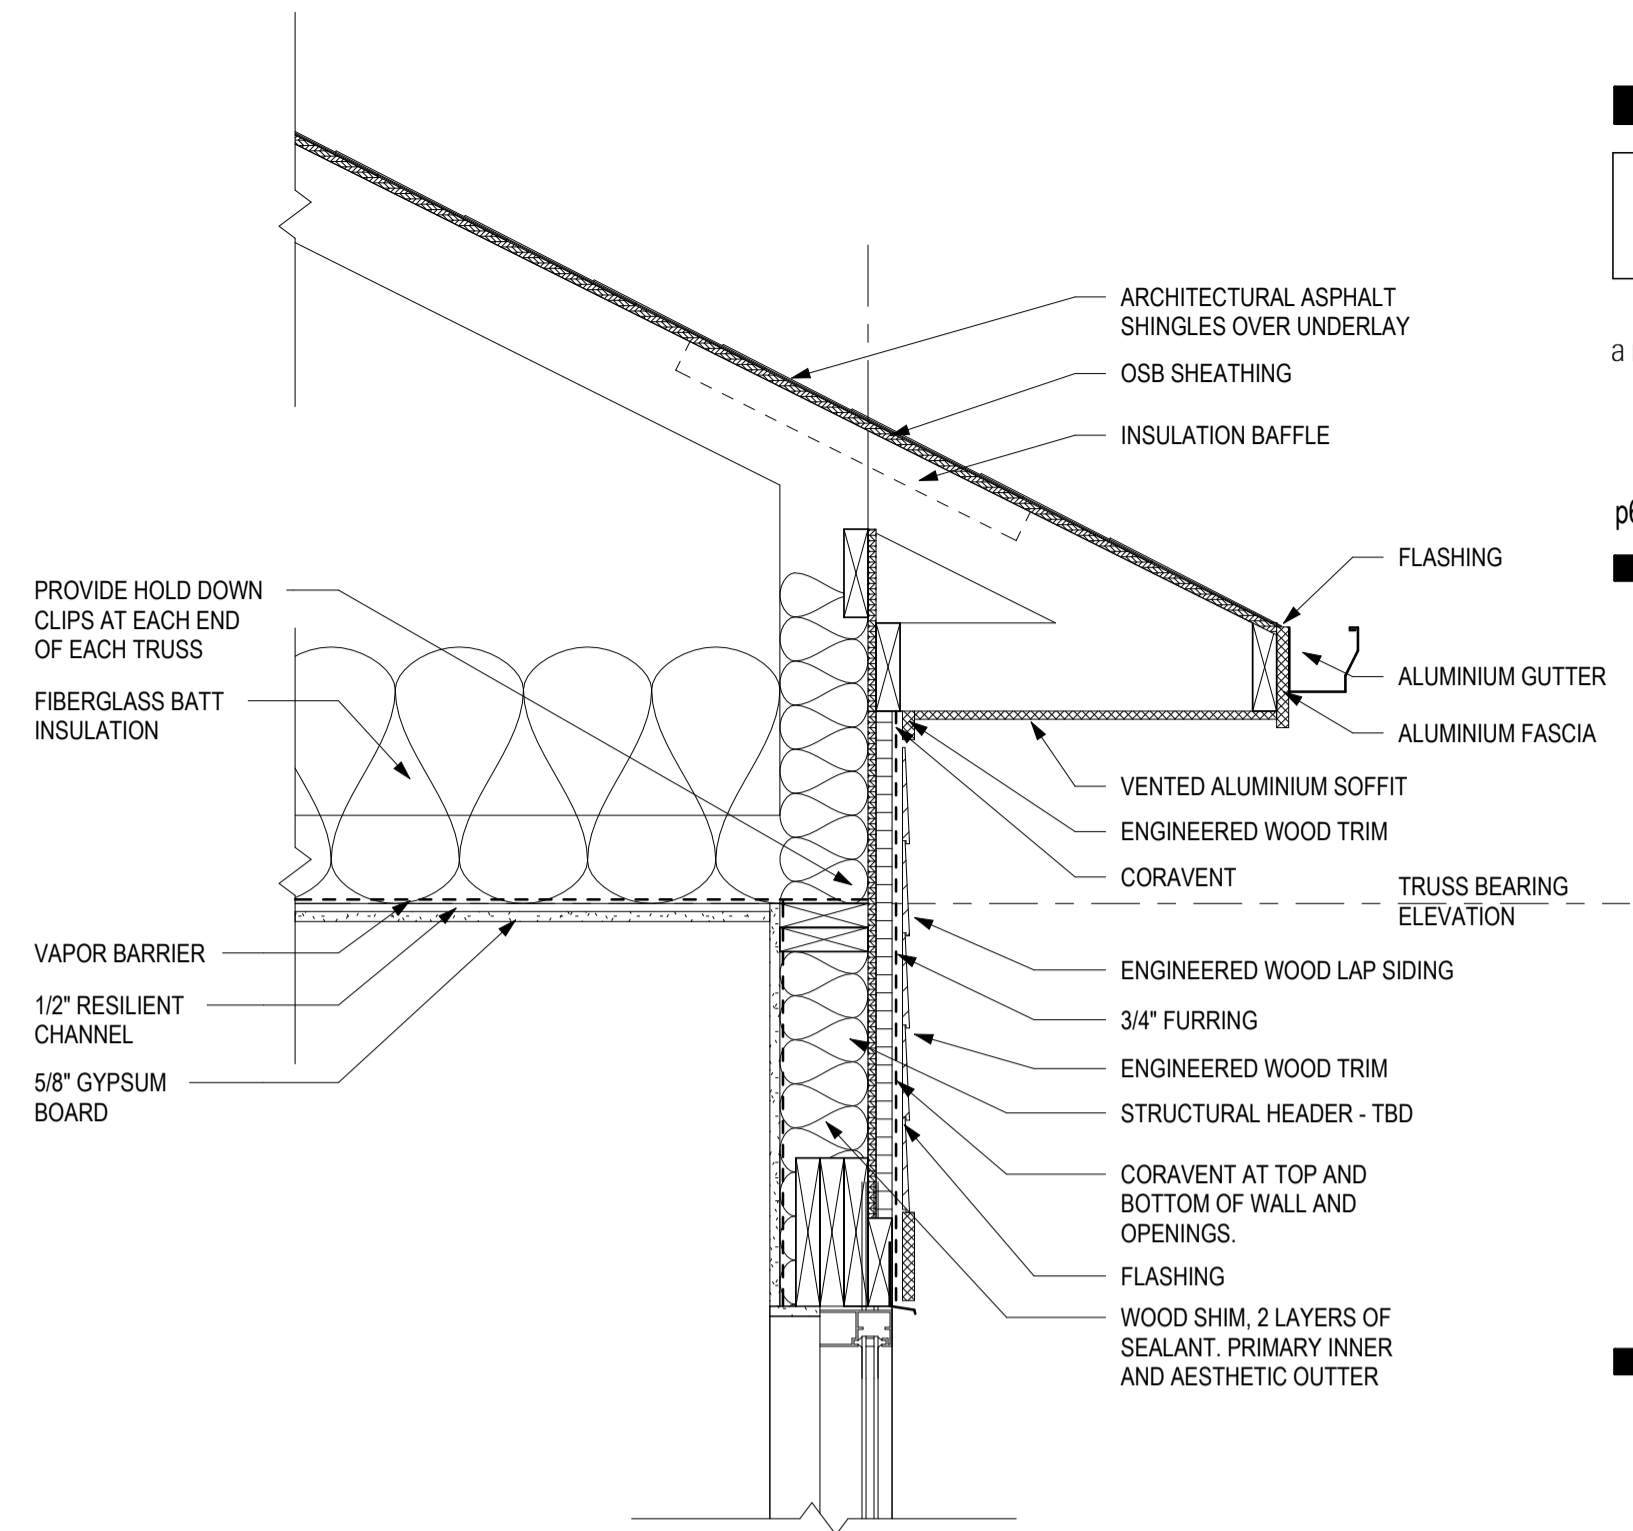 ARCHITECTURAL ASPHALT
SHINGLES OVER UNDERLAY
OSB SHEATHING
INSULATION BAFFLE
FLASHING
ALUMINIUM GUTTER
ALUMINIUM FASCIA
VENTED ALUMINIUM SOFFIT
ENGINEERED WOOD TRIM
CORAVENT
TRUSS BEARING
ELEVATION
ENGINEERED WOOD LAP SIDING
3/4" FURRING
ENGINEERED WOOD TRIM
STRUCTURAL HEADER - TBD
CORAVENT AT TOP AND
BOTTOM OF WALL AND
OPENINGS.
FLASHING
WOOD SHIM, 2 LAYERS OF
SEALANT. PRIMARY INNER
AND AESTHETIC OUTTER
PROVIDE HOLD DOWN
CLIPS AT EACH END
OF EACH TRUSS
FIBERGLASS BATT
INSULATION
VAPOR BARRIER
1/2" RESILIENT
CHANNEL
5/8" GYPSUM
BOARD
a